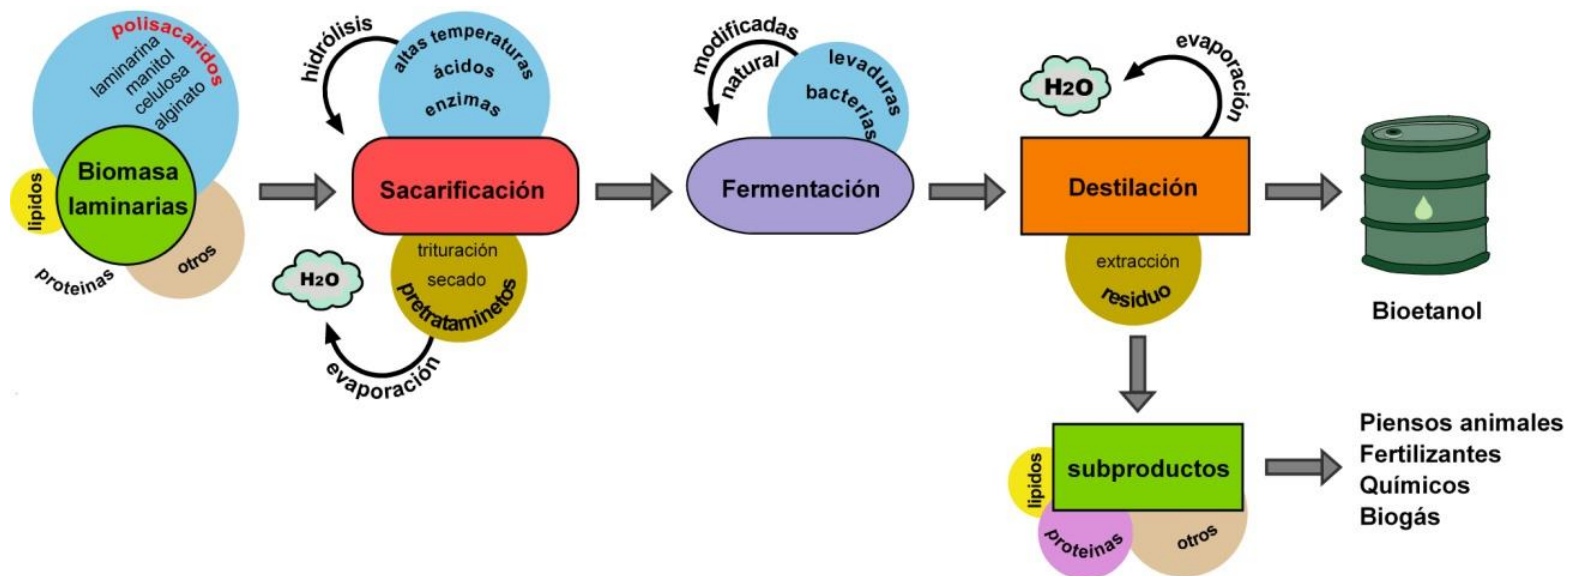 polisacaridos
laminarina
manitol
celulosa
alginato
Biomasa
laminarias
lipidos
proteinas
otros
hidrólisis
altas temperaturas
ácidos
enzimas
Sacarificación
trituración
secado
pretrataminetos
H2O
evaporación
modificadas
natural
levaduras
bacterias
Fermentación
H2O
evaporación
Destilación
extracción
residuo
Bioetanol
subproductos
lipidos
proteinas
otros
Piensos animales
Fertilizantes
Químicos
Biogás